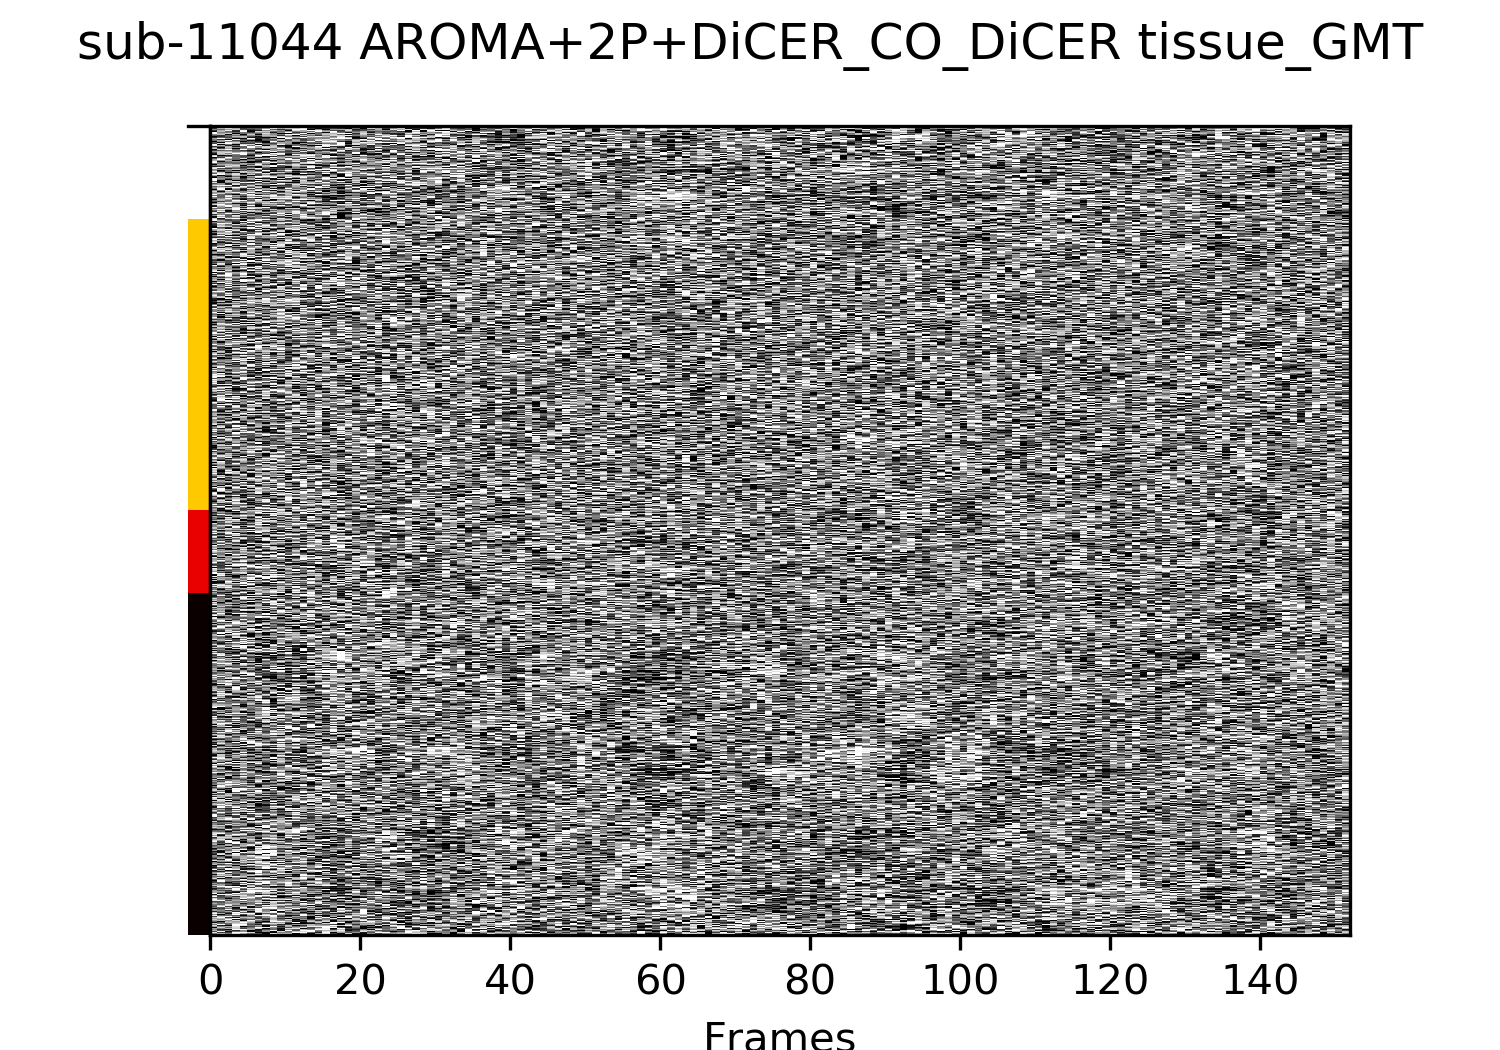 sub-11044 AROMA+2P+DiCER_CO_DiCER tissue_GMT
0 20 40 60 80 100 120 140
Frames